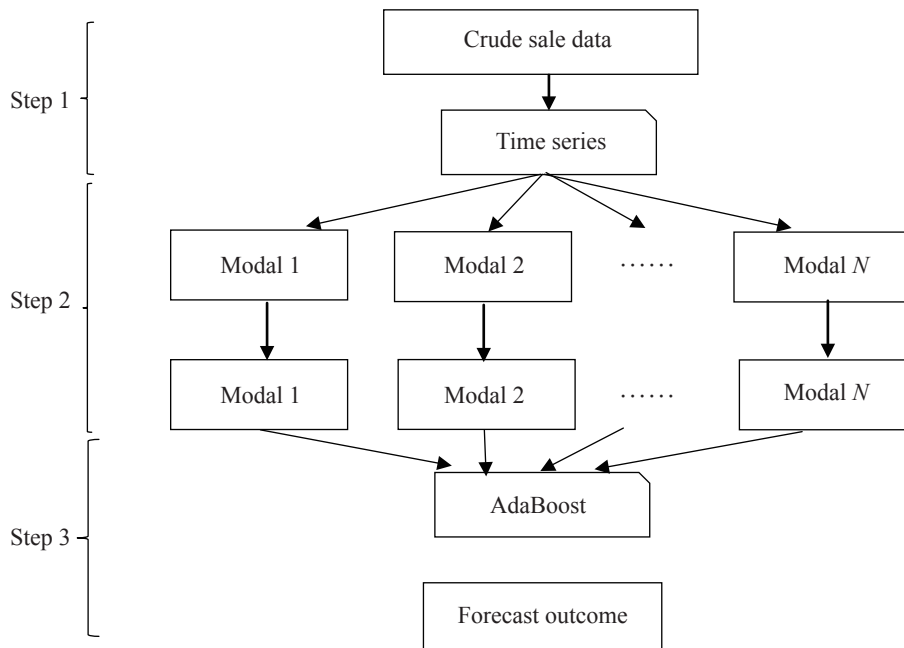 Crude sale data
Step 1
Time series
Modal 1
Modal 2
……
Modal N
Step 2
Modal 1
Modal 2
……
Modal N
AdaBoost
Step 3
Forecast outcome